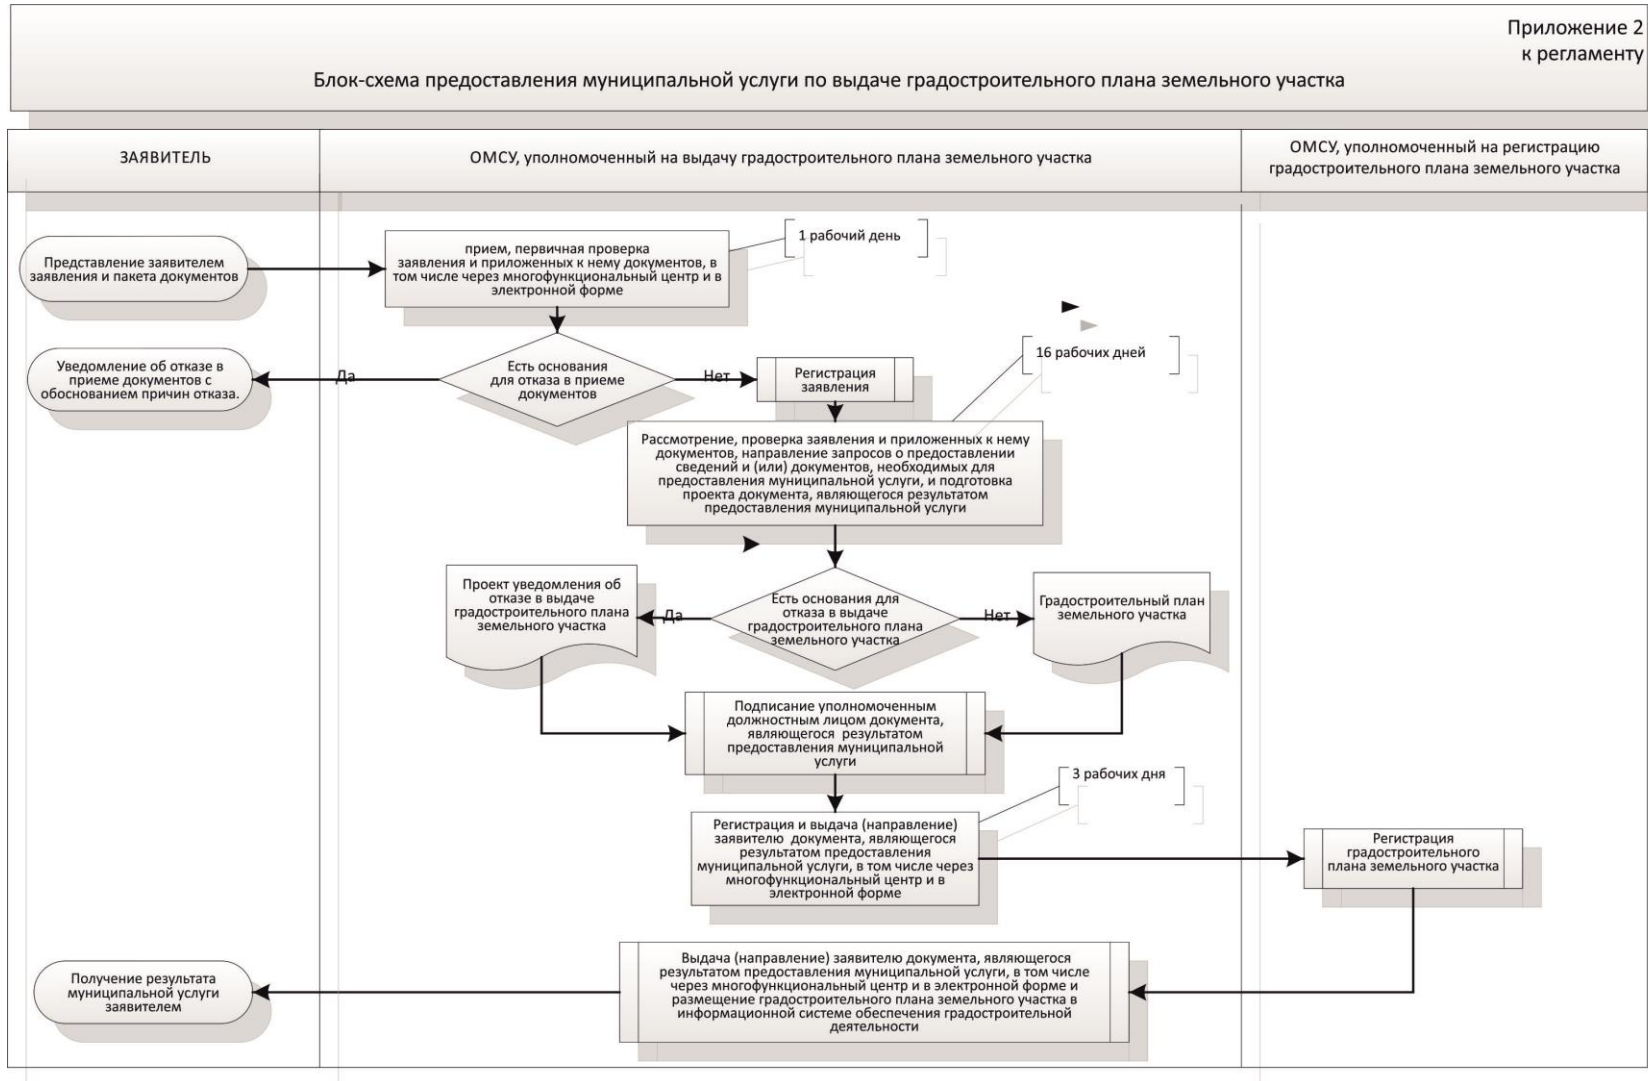 Приложение 2
к регламенту
Блок-схема предоставления муниципальной услуги по выдаче градостроительного плана земельного участка
ЗАЯВИТЕЛЬ
ОМСУ, уполномоченный на выдачу градостроительного плана земельного участка
ОМСУ, уполномоченный на регистрацию
градостроительного плана земельного участка
Представление заявителем
заявления и пакета документов
прием, первичная проверка
заявления и приложенных к нему документов, в
том числе через многофункциональный центр и в
электронной форме
1 рабочий день
Уведомление об отказе в
приеме документов с
обоснованием причин отказа.
Да
Есть основания
для отказа в приеме
документов
Нет
Регистрация
заявления
16 рабочих дней
Рассмотрение, проверка заявления и приложенных к нему
документов, направление запросов о предоставлении
сведений и (или) документов, необходимых для
предоставления муниципальной услуги, и подготовка
проекта документа, являющегося результатом
предоставления муниципальной услуги
Проект уведомления об
отказе в выдаче
градостроительного плана
земельного участка
Да
Есть основания для
отказа в выдаче
градостроительного плана
земельного участка
Нет
Градостроительный план
земельного участка
Подписание уполномоченным
должностным лицом документа,
являющегося результатом
предоставления муниципальной
услуги
3 рабочих дня
Регистрация и выдача (направление)
заявителю документа, являющегося
результатом предоставления
муниципальной услуги, в том числе через
многофункциональный центр и в
электронной форме
Регистрация
градостроительного
плана земельного участка
Получение результата
муниципальной услуги
заявителем
Выдача (направление) заявителю документа, являющегося
результатом предоставления муниципальной услуги, в том числе
через многофункциональный центр и в электронной форме и
размещение градостроительного плана земельного участка в
информационной системе обеспечения градостроительной
деятельности